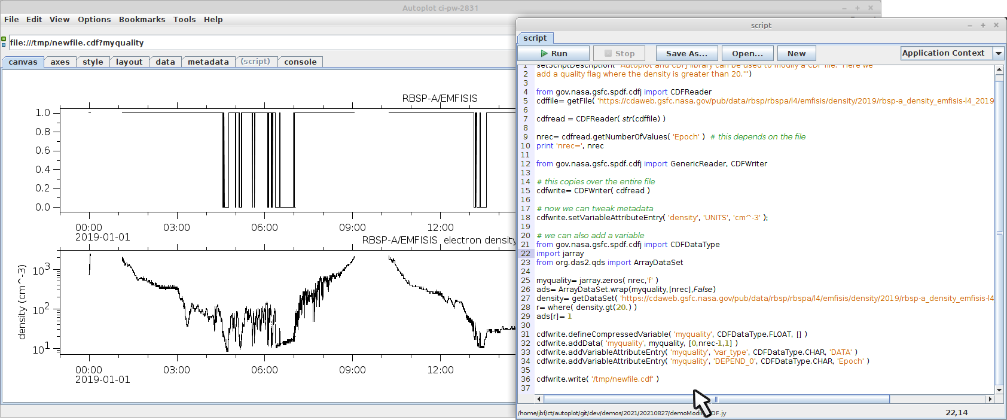 Autoplot ci-pw-2831
File Edit View Options Bookmarks Tools Help
file:///tmp/newfile.cdf?myquality
canvas axes style layout data metadata (script) console
RBSP-A/EMFISIS
1.0
0.8
0.6
0.4
0.2
0.0
00:00 03:00 06:00 09:00 12:00
2019-01-01
RBSP-A/EMFISIS electron density
density (cm^-3)
10^3
10^2
10^1
00:00 03:00 06:00 09:00 12:00
2019-01-01
script
script
Run Stop Save As... Open... New Application Context
1 setScriptDescription( '''Autoplot and CDFJ library can be used to modify a CDF file. Here we
2 add a quality flag where the density is greater than 20.''')
3
4 from gov.nasa.gsfc.spdf.cdfj import CDFReader
5 cdffile= getFile( 'https://cdaweb.gsfc.nasa.gov/pub/data/rbsp/rbspa/l4/emfisis/density/2019/rbsp-a_density_emfisis-l4_2019
6
7 cdfread = CDFReader( str(cdffile) )
8
9 nrec= cdfread.getNumberOfValues( 'Epoch' ) # this depends on the file.
10 print 'nrec=', nrec
11
12 from gov.nasa.gsfc.spdf.cdfj import GenericReader, CDFWriter
13
14 # this copies over the entire file
15 cdfwrite= CDFWriter( cdfread )
16
17 # now we can tweak metadata
18 cdfwrite.setVariableAttributeEntry( 'density', 'UNITS', 'cm^-3' );
19
20 # we can also add a variable
21 from gov.nasa.gsfc.spdf.cdfj import CDFDataType
22 import jarray
23 from org.das2.qds import ArrayDataSet
24
25 myquality= jarray.zeros( nrec,'f' )
26 ads= ArrayDataSet.wrap(myquality,[nrec],False)
27 density= getDataSet( 'https://cdaweb.gsfc.nasa.gov/pub/data/rbsp/rbspa/l4/emfisis/density/2019/rbsp-a_density_emfisis-l4
28 r= where( density.gt(20.) )
29 ads[r]= 1
30
31 cdfwrite.defineCompressedVariable( 'myquality', CDFDataType.FLOAT, [] )
32 cdfwrite.addData( 'myquality', myquality, [0,nrec-1,1] )
33 cdfwrite.addVariableAttributeEntry( 'myquality', 'var_type', CDFDataType.CHAR, 'DATA' )
34 cdfwrite.addVariableAttributeEntry( 'myquality', 'DEPEND_0', CDFDataType.CHAR, 'Epoch' )
35
36 cdfwrite.write( '/tmp/newfile.cdf' )
37
22,14